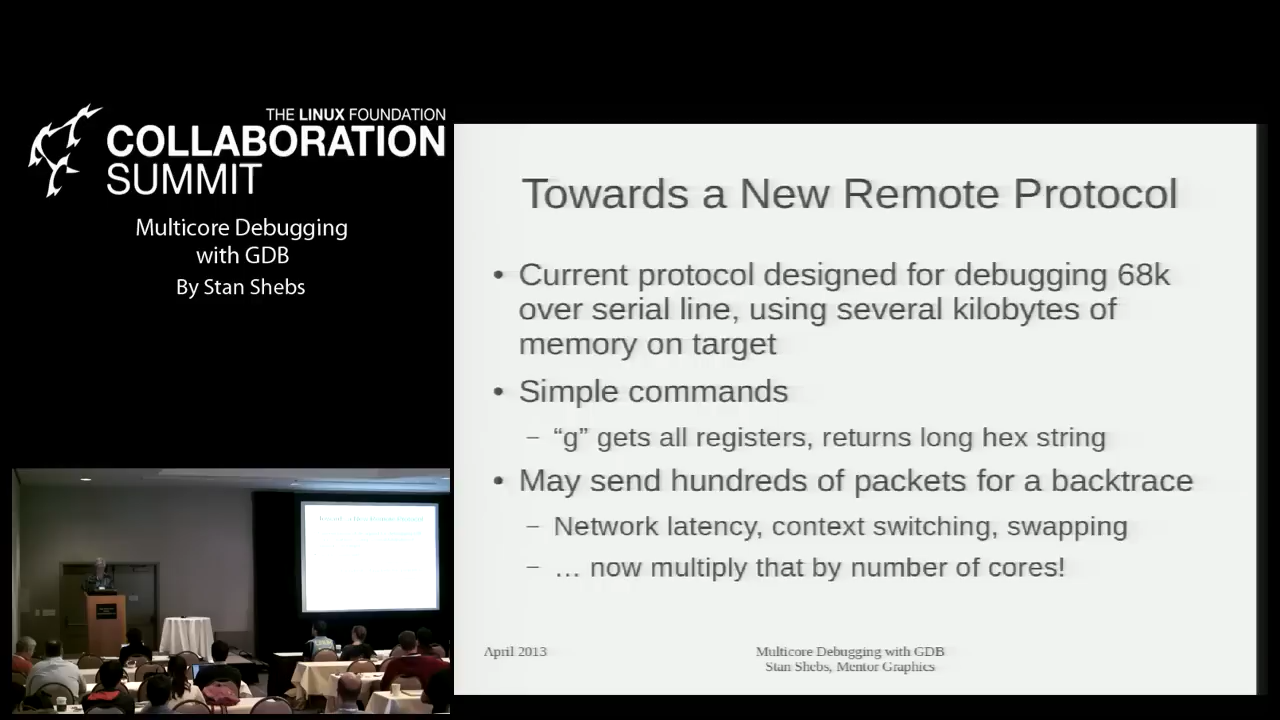 THE LINUX FOUNDATION
COLLABORATION
SUMMIT
Multicore Debugging
with GDB
By Stan Shebs
Towards a New Remote Protocol
• Current protocol designed for debugging 68k
over serial line, using several kilobytes of
memory on target
• Simple commands
– “g” gets all registers, returns long hex string
• May send hundreds of packets for a backtrace
– Network latency, context switching, swapping
– … now multiply that by number of cores!
April 2013
Multicore Debugging with GDB
Stan Shebs, Mentor Graphics